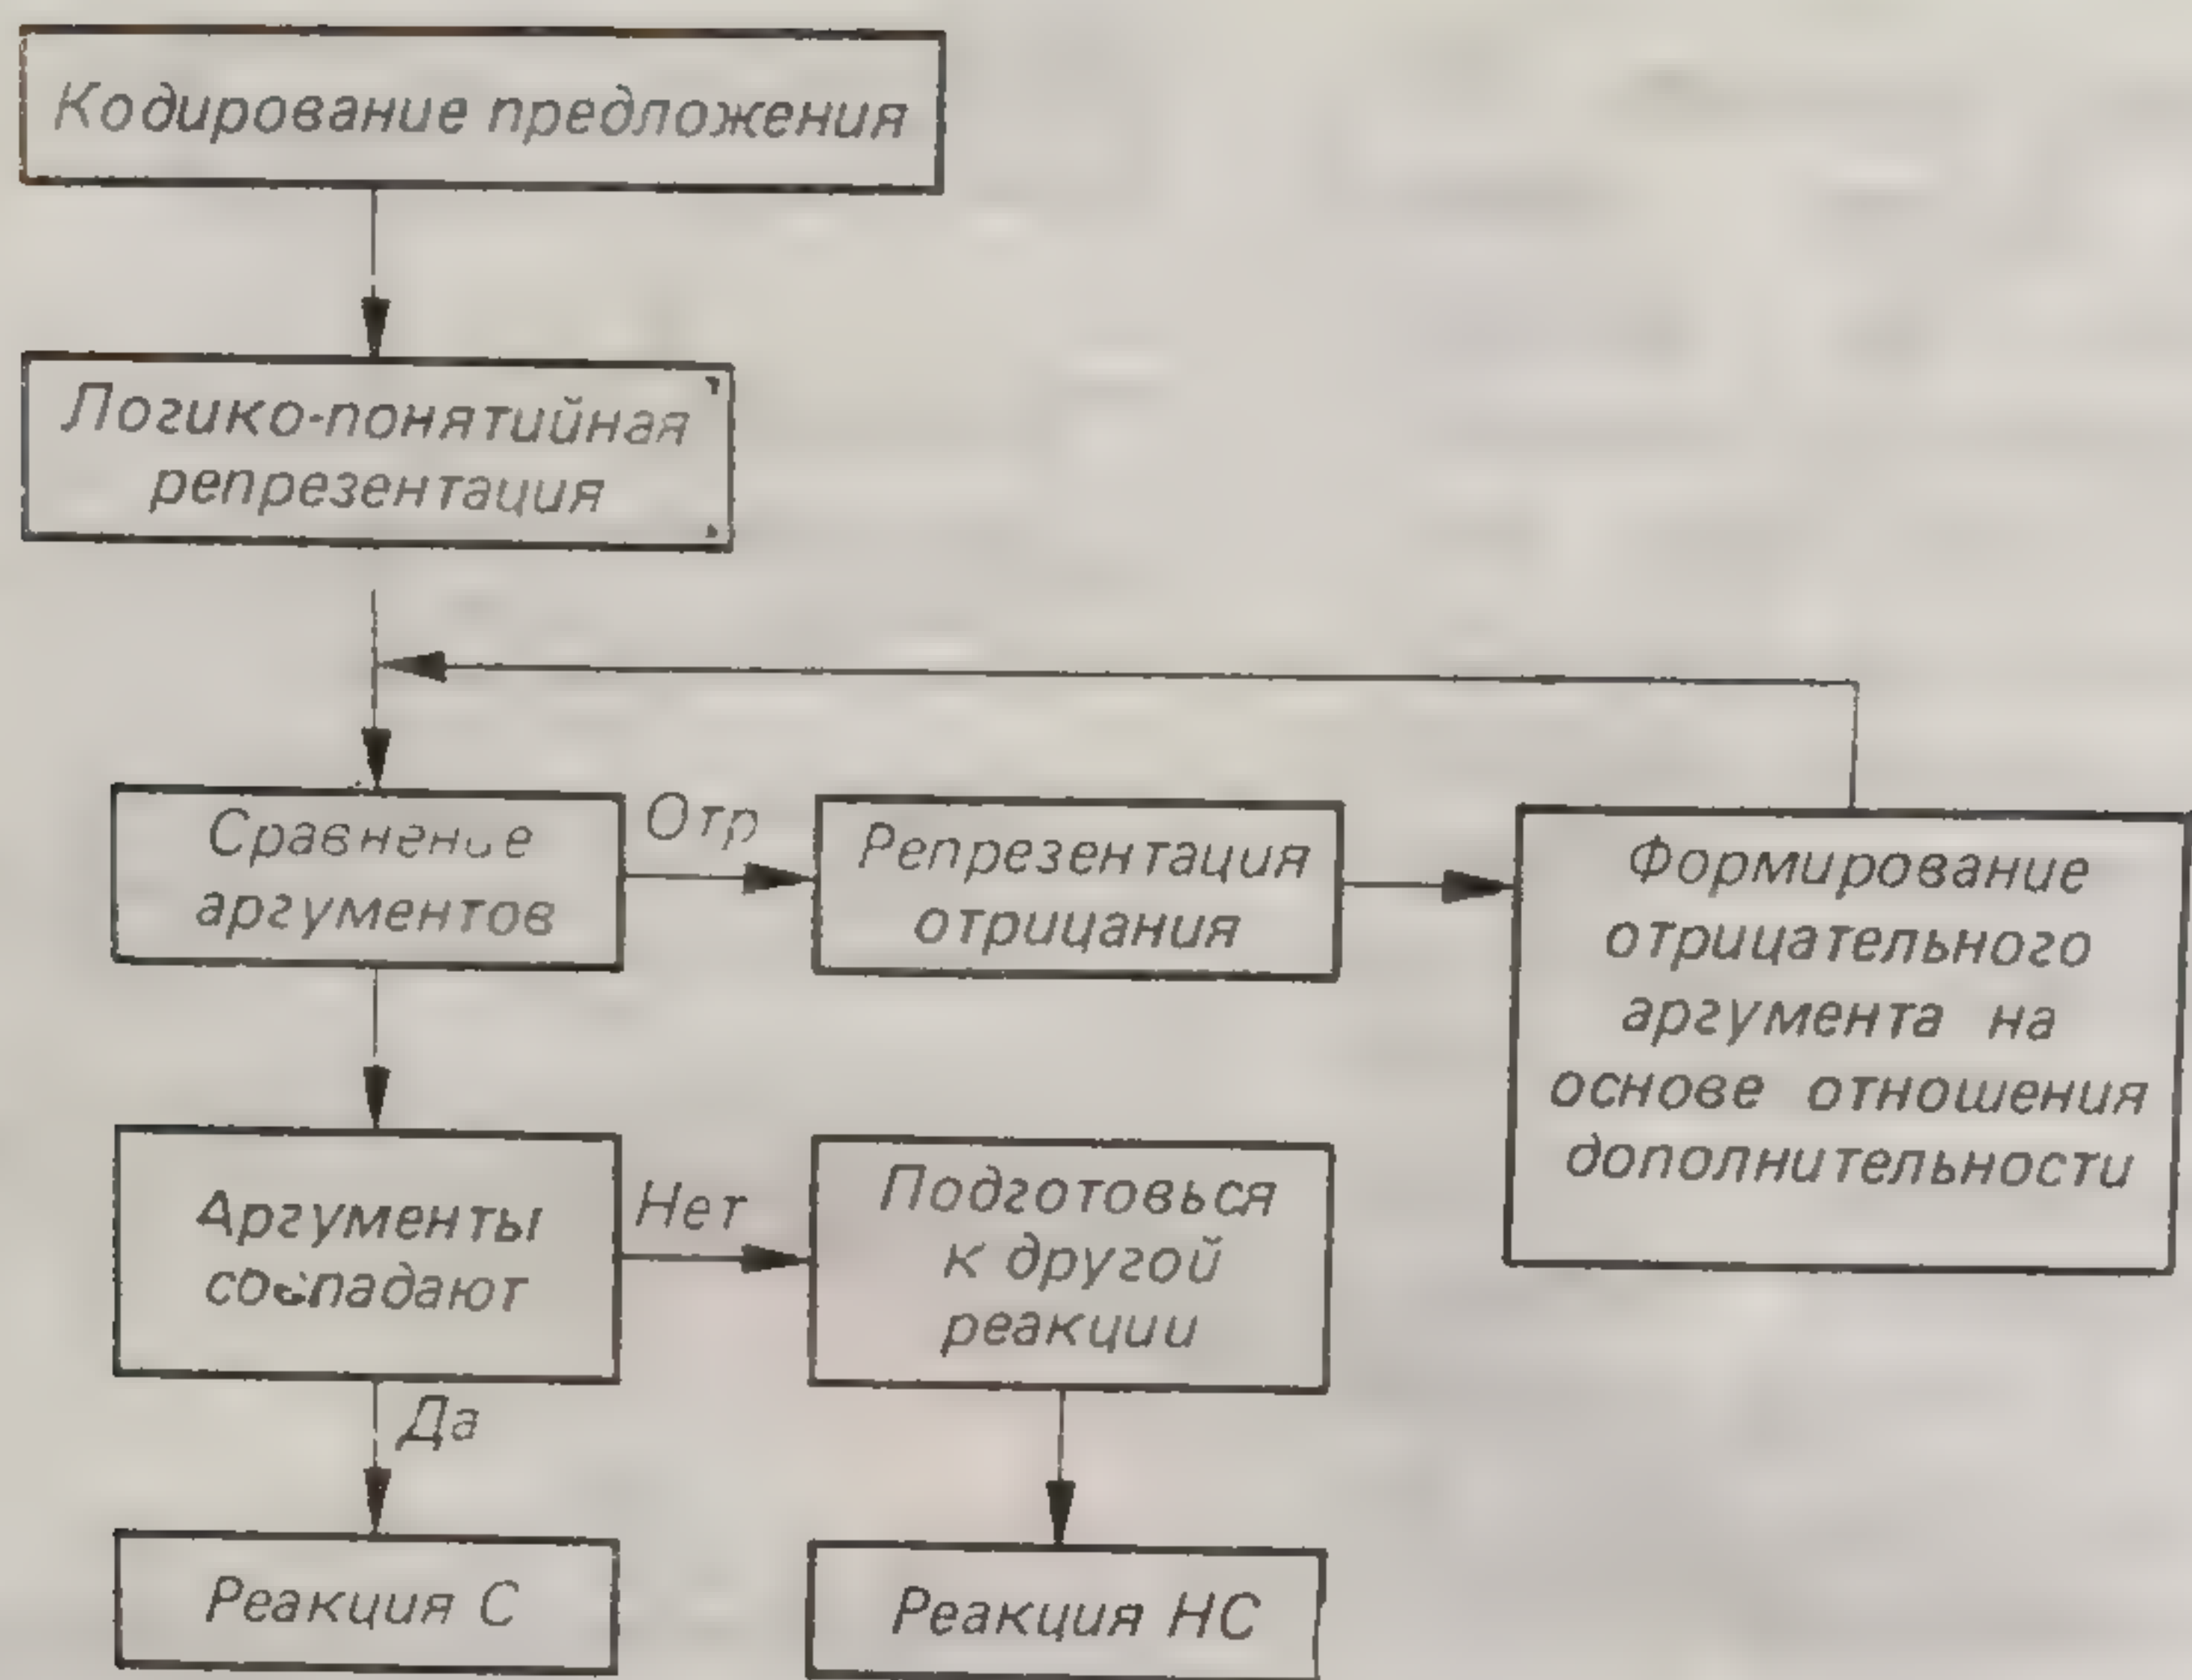 Кодирование предложения
Логико-понятийная
репрезентация
Сравнение
аргументов
Отр
Репрезентация
отрицания
Формирование
отрицательного
аргумента на
основе отношения
дополнительности
Аргументы
совпадают
Нет
Подготовься
к другой
реакции
Да
Реакция С
Реакция НС